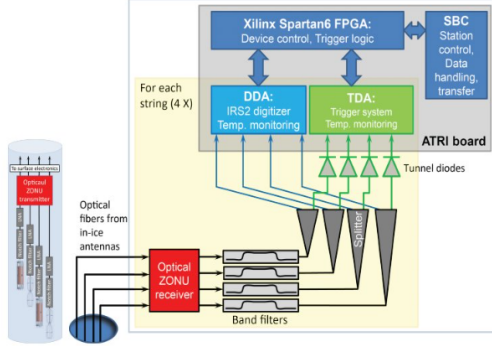 Xilinx Spartan6 FPGA:
Device control, Trigger logic
SBC
Station
control,
Data
handling,
transfer
For each
string (4 X)
DDA:
IRS2 digitizer
Temp. monitoring
TDA:
Trigger system
Temp. monitoring
ATRI board
Tunnel diodes
To surface electronics
Opticaul
ZONU
transmitter
Optical
fibers from
in-ice
antennas
Splitter
Optical
ZONU
receiver
Band filters